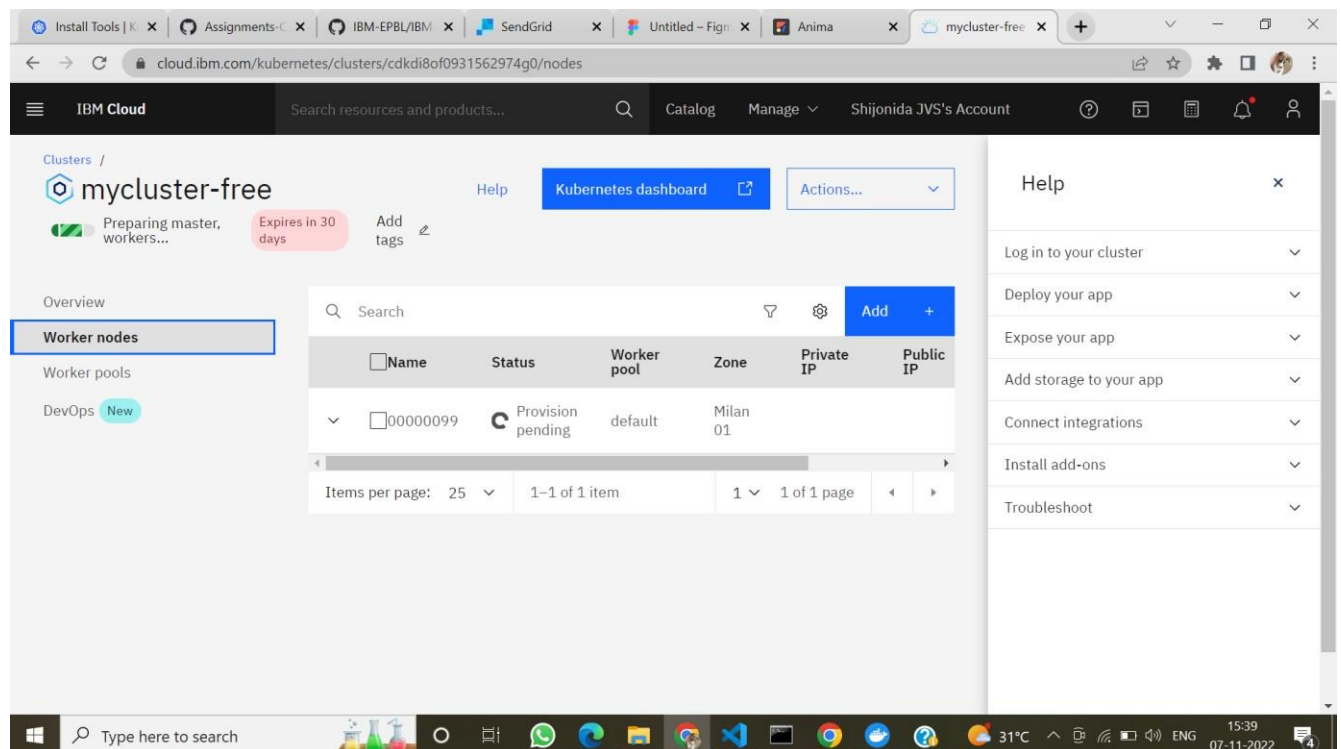 Install Tools | K
Assignments-C
IBM-EPBL/IBM
SendGrid
Untitled – Figm
Anima
mycluster-free
cloud.ibm.com/kubernetes/clusters/cdkdi8of0931562974g0/nodes
IBM Cloud
Search resources and products...
Catalog
Manage
Shijonida JVS's Account
Clusters /
mycluster-free
Help
Kubernetes dashboard
Actions...
Preparing master,
workers...
Expires in 30
days
Add
tags
Overview
Worker nodes
Worker pools
DevOps New
Search
Add +
Name
Status
Worker
pool
Zone
Private
IP
Public
IP
00000099
Provision
pending
default
Milan
01
Items per page: 25
1–1 of 1 item
1
1 of 1 page
Help
Log in to your cluster
Deploy your app
Expose your app
Add storage to your app
Connect integrations
Install add-ons
Troubleshoot
Type here to search
31°C
ENG
15:39
07-11-2022
4